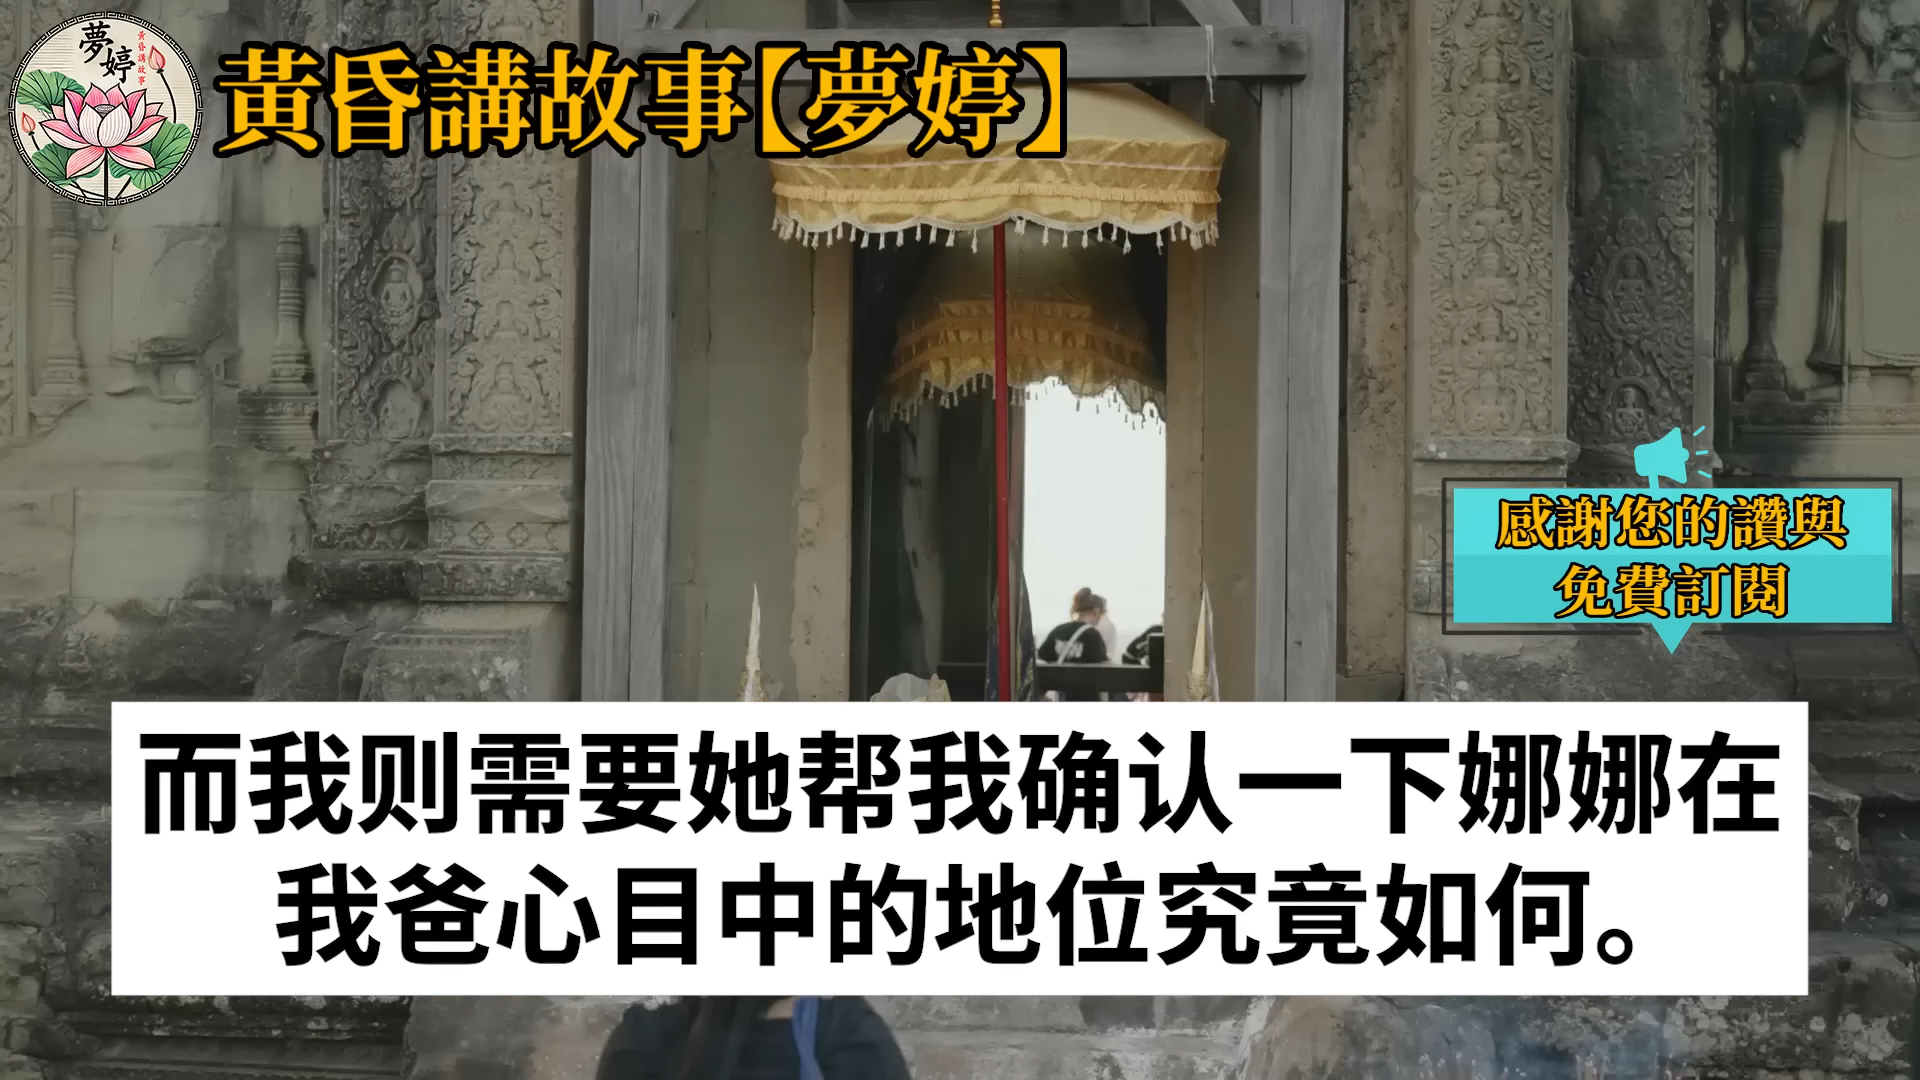 夢婷
黃昏講故事
黃昏講故事【夢婷】
感謝您的讚與
免費訂閱
而我则需要她帮我确认一下娜娜在
我爸心目中的地位究竟如何。